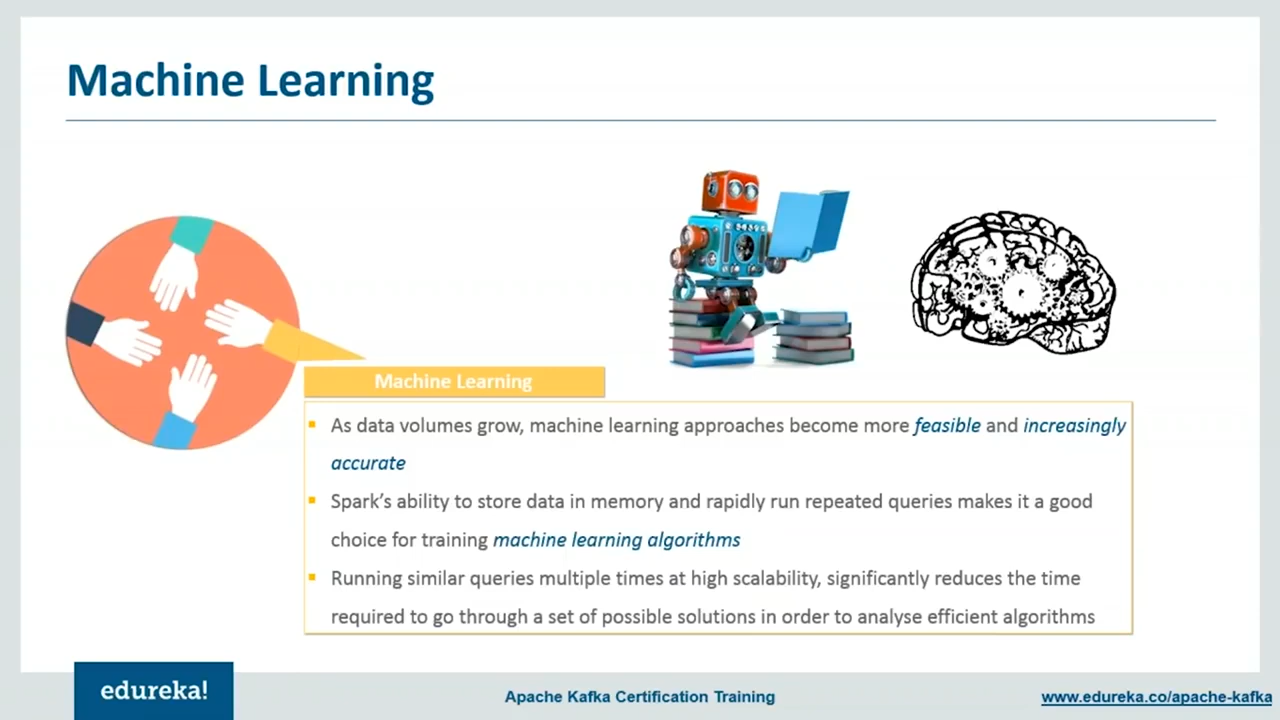 Machine Learning
Machine Learning
As data volumes grow, machine learning approaches become more feasible and increasingly
accurate
Spark's ability to store data in memory and rapidly run repeated queries makes it a good
choice for training machine learning algorithms
Running similar queries multiple times at high scalability, significantly reduces the time
required to go through a set of possible solutions in order to analyse efficient algorithms
edureka!
Apache Kafka Certification Training
www.edureka.co/apache-kafka